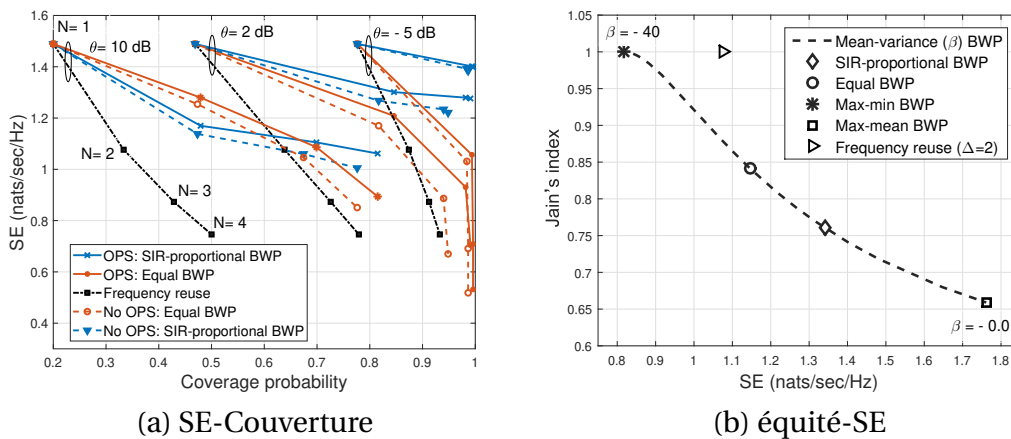 N= 1
θ= 10 dB
θ= 2 dB
θ= - 5 dB
N= 2
N= 3
N= 4
1.4
1.2
1
0.8
0.6
0.4
SE (nats/sec/Hz)
OPS: SIR-proportional BWP
OPS: Equal BWP
Frequency reuse
No OPS: Equal BWP
No OPS: SIR-proportional BWP
0.2 0.3 0.4 0.5 0.6 0.7 0.8 0.9 1
Coverage probability
(a) SE-Couverture
β = - 40
Mean-variance (β) BWP
SIR-proportional BWP
Equal BWP
Max-min BWP
Max-mean BWP
Frequency reuse (Δ=2)
1
0.95
0.9
0.85
0.8
0.75
0.7
0.65
0.6
Jain's index
β = - 0.0
0.8 0.9 1 1.1 1.2 1.3 1.4 1.5 1.6 1.7 1.8
SE (nats/sec/Hz)
(b) équité-SE